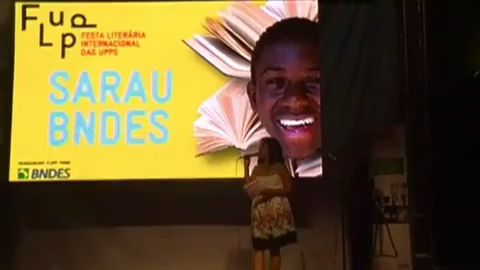 FLUPP
FESTA LITERÁRIA
INTERNACIONAL
DAS UPPS
SARAU
BNDES
BNDES